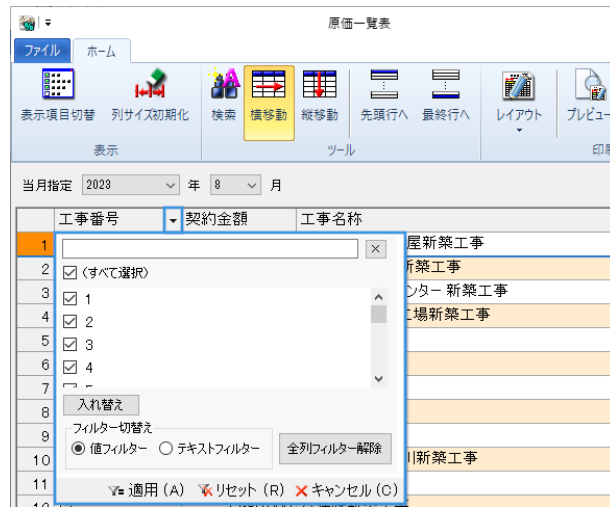 原価一覧表
ファイル ホーム
表示項目切替 列サイズ初期化 検索 横移動 縦移動 先頭行へ 最終行へ レイアウト プレビュー
表示 ツール 印刷
当月指定 2023 年 8 月
工事番号 契約金額 工事名称
1 屋新築工事
(すべて選択)
2 新築工事
1
3 ンター 新築工事
2
4 工場新築工事
3
5
4
6
7
入れ替え
8
フィルター切替え
9
値フィルター テキストフィルター 全列フィルター解除
10 川新築工事
11
適用(A) リセット(R) キャンセル(C)